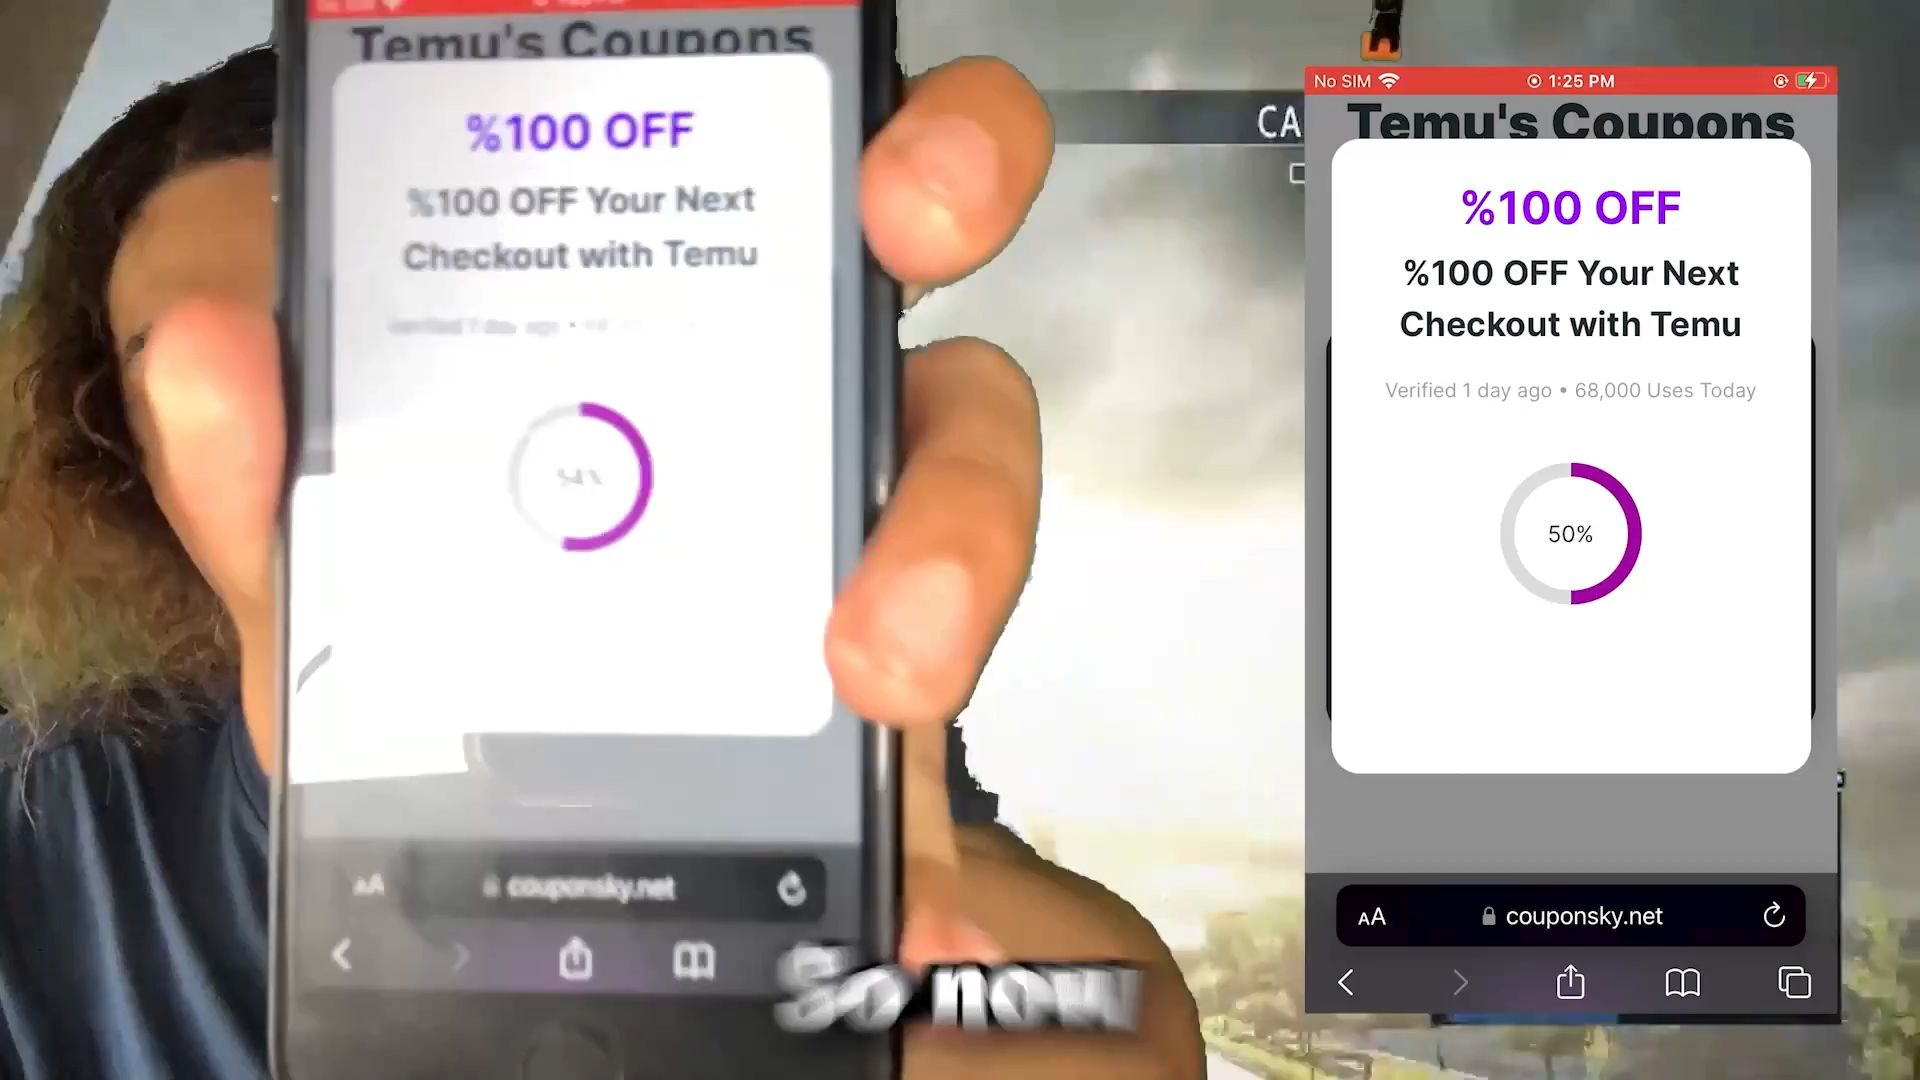 Temu's Coupons
%100 OFF
%100 OFF Your Next
Checkout with Temu
AA
couponsky.net
So now
CA
No SIM
1:25 PM
Temu's Coupons
%100 OFF
%100 OFF Your Next
Checkout with Temu
Verified 1 day ago • 68,000 Uses Today
50%
AA
couponsky.net